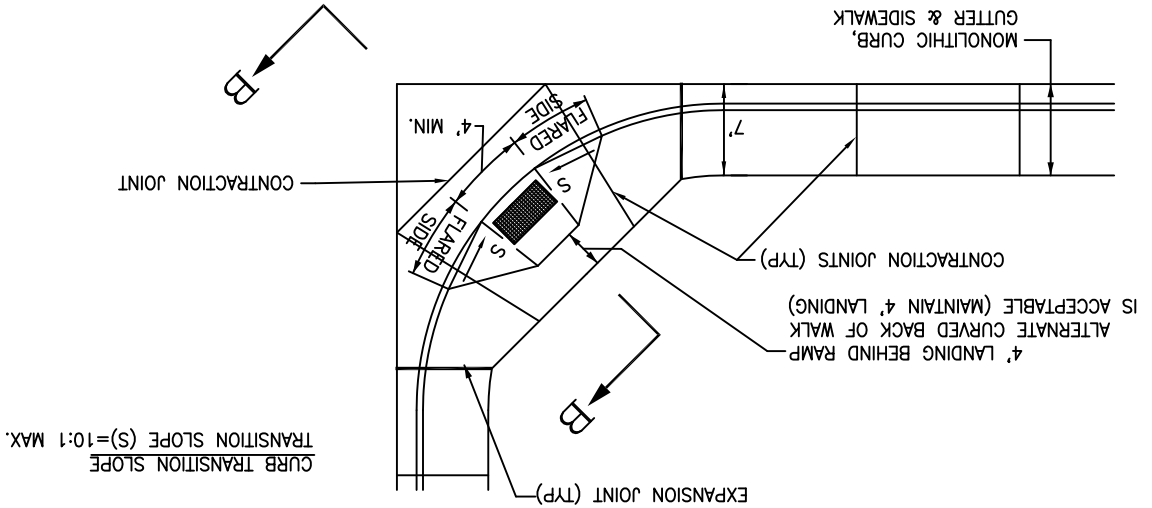 EXPANSION JOINT (TYP)
CURB TRANSITION SLOPE
TRANSITION SLOPE (S)=10:1 MAX.
B
4' LANDING BEHIND RAMP
ALTERNATE CURVED BACK OF WALK
IS ACCEPTABLE (MAINTAIN 4' LANDING)
CONTRACTION JOINTS (TYP)
S
S
FLARED
SIDE
CONTRACTION JOINT
4' MIN.
7'
FLARED
SIDE
B
MONOLITHIC CURB,
GUTTER & SIDEWALK